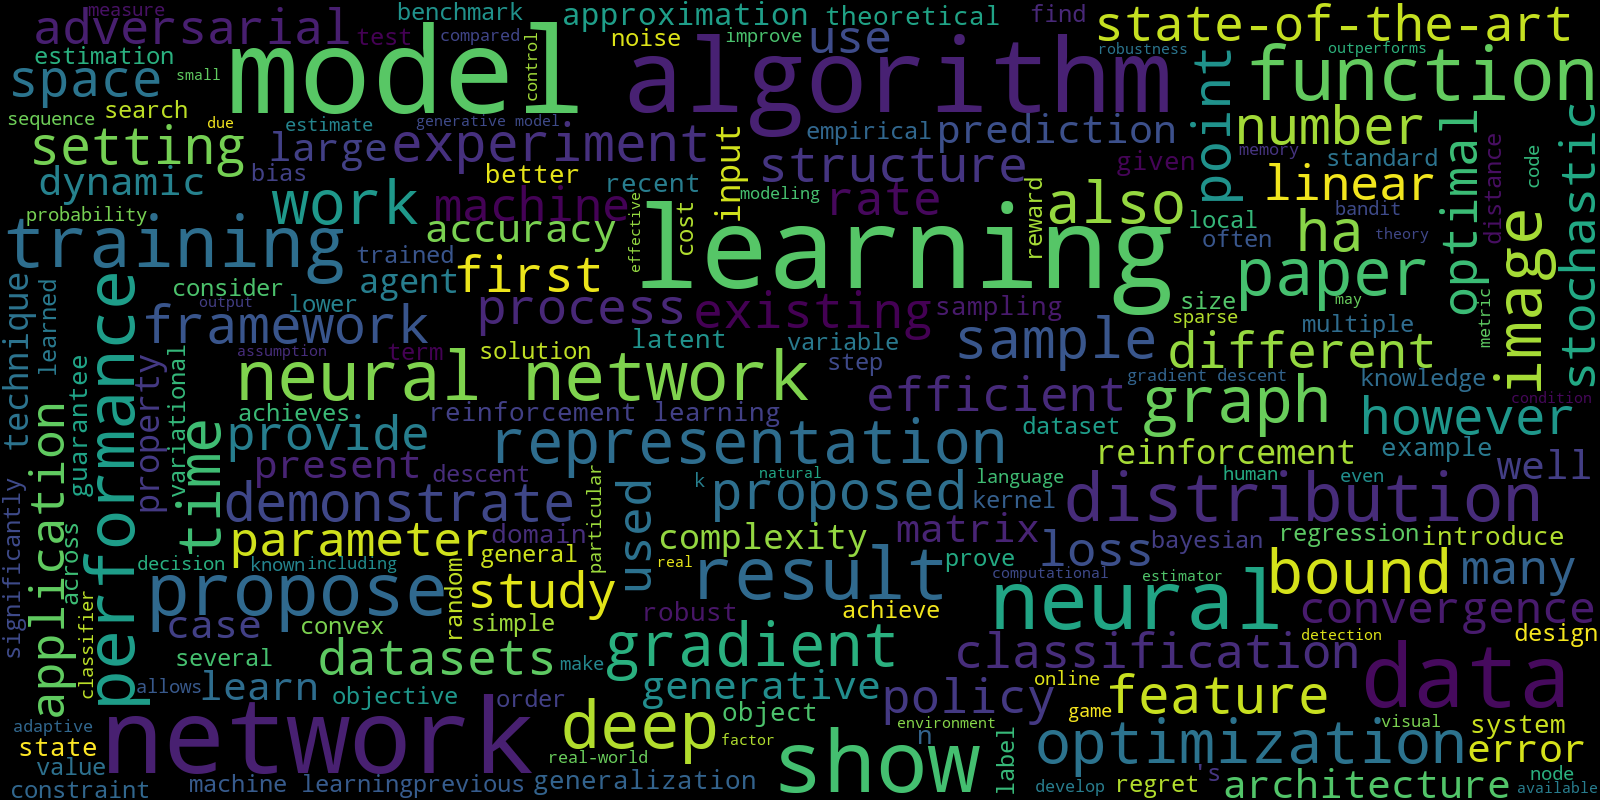 adversarial
measure
test
benchmark
compared
approximation
theoretical
find
state-of-the-art
estimation
space
small
model
control
noise
improve
use
algorithm
robustness
outperforms
function
search
sequence
due
estimate
generative model
setting
large
experiment
empirical
prediction
point
number
memory
standard
optimal
distance
code
stochastic
dynamic
bias
better
recent
input
modeling
structure
given
linear
probability
work
machine
effective
cost
rate
reward
also
local
often
bandit
theory
ha
training
accuracy
trained
learning
paper
image
consider
agent
first
technique
learned
output
lower
framework
process
existing
sampling
size
may
sparse
multiple
metric
performance
assumption
term
solution
latent
variable
step
sample
different
guarantee
property
variational
neural network
efficient
gradient descent
knowledge
condition
graph
achieves
reinforcement learning
however
application
time
provide
representation
dataset
reinforcement
example
present
descent
particular
natural
k
language
human
even
well
significantly
demonstrate
used
proposed
kernel
distribution
across
parameter
domain
complexity
matrix
prove
loss
bayesian
regression
introduce
decision
known
including
general
real
computational
estimator
propose
random
study
result
bound
many
classifier
case
convex
simple
robust
achieve
neural
convergence
detection
design
several
datasets
make
gradient
classification
data
allows
learn
objective
order
generative
policy
online
feature
adaptive
network
deep
object
environment
game
visual
system
state
factor
n
show
label
optimization
error
value
real-world
constraint
machine learning
previous
generalization
develop
regret
's
architecture
node
available